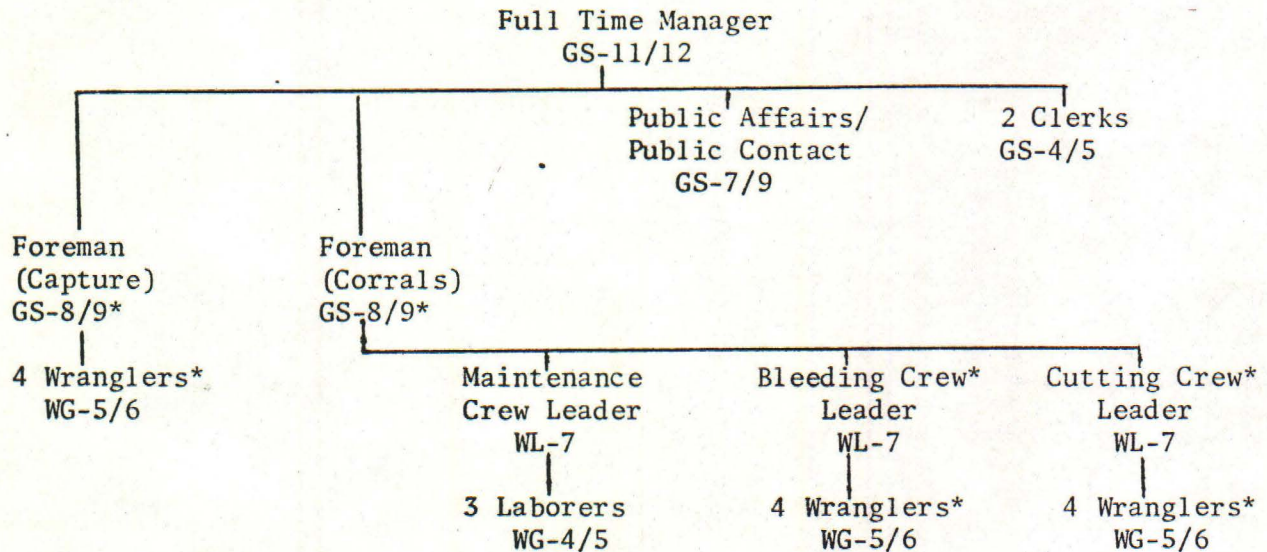 Full Time Manager
GS-11/12
Public Affairs/
Public Contact
GS-7/9
2 Clerks
GS-4/5
Foreman
(Capture)
GS-8/9*
Foreman
(Corrals)
GS-8/9*
4 Wranglers*
WG-5/6
Maintenance
Crew Leader
WL-7
Bleeding Crew*
Leader
WL-7
Cutting Crew*
Leader
WL-7
3 Laborers
WG-4/5
4 Wranglers*
WG-5/6
4 Wranglers*
WG-5/6